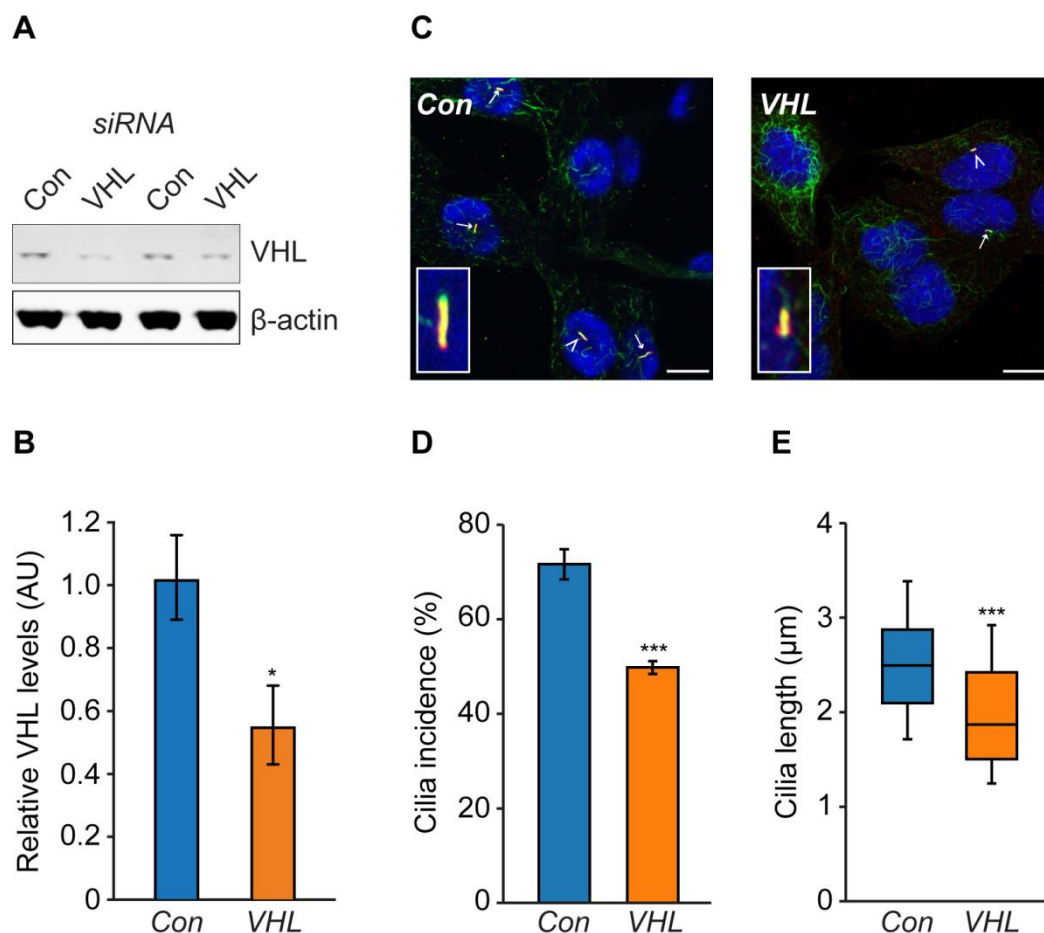 A
siRNA
Con VHL Con VHL
VHL
β-actin
C
Con
VHL
B
Relative VHL levels (AU)
1.2
1.0
0.8
0.6
0.4
0.2
0
*
Con VHL
D
Cilia incidence (%)
80
60
40
20
0
***
Con VHL
E
Cilia length (μm)
4
3
2
1
0
***
Con VHL